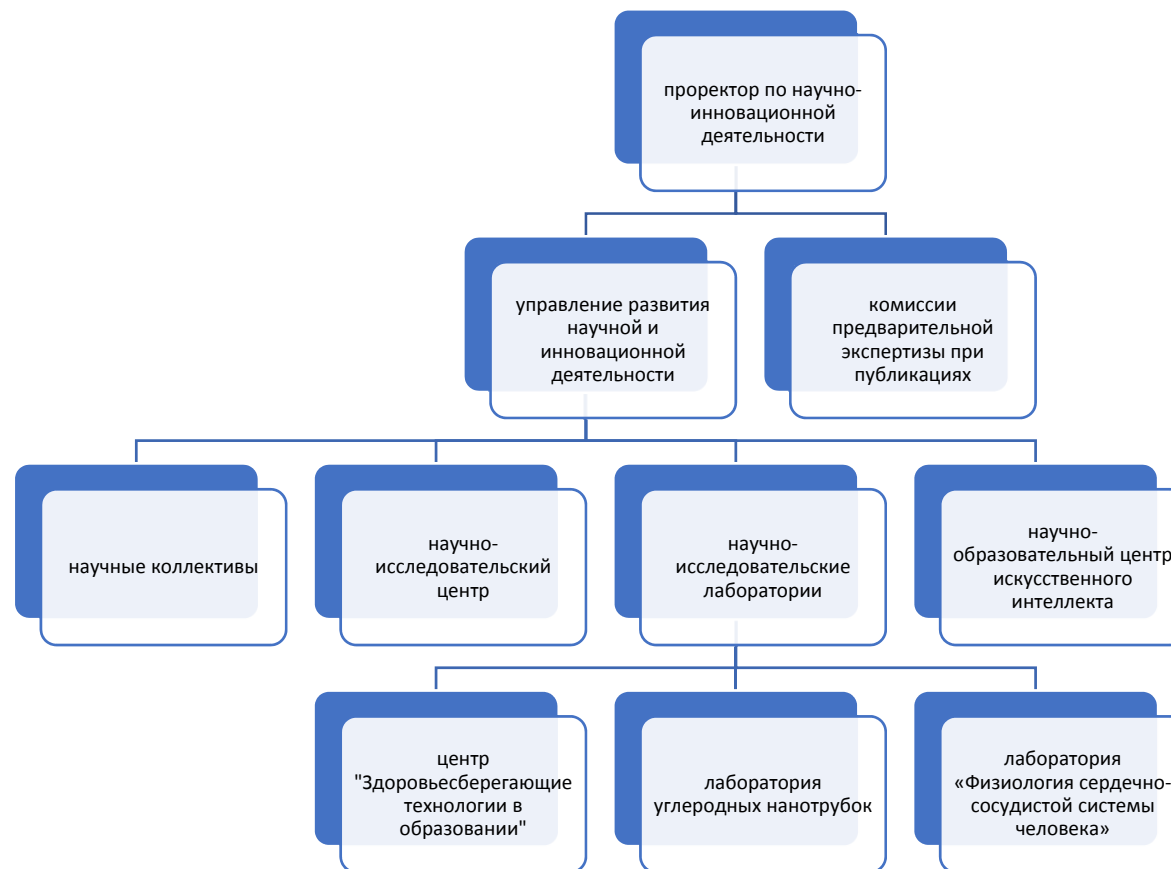 проректор по научно-
инновационной
деятельности
управление развития
научной и
инновационной
деятельности
комиссии
предварительной
экспертизы при
публикациях
научные коллективы
научно-
исследовательский
центр
научно-
исследовательские
лаборатории
научно-
образовательный центр
искусственного
интеллекта
центр
"Здоровьесберегающие
технологии в
образовании"
лаборатория
углеродных нанотрубок
лаборатория
«Физиология сердечно-
сосудистой системы
человека»